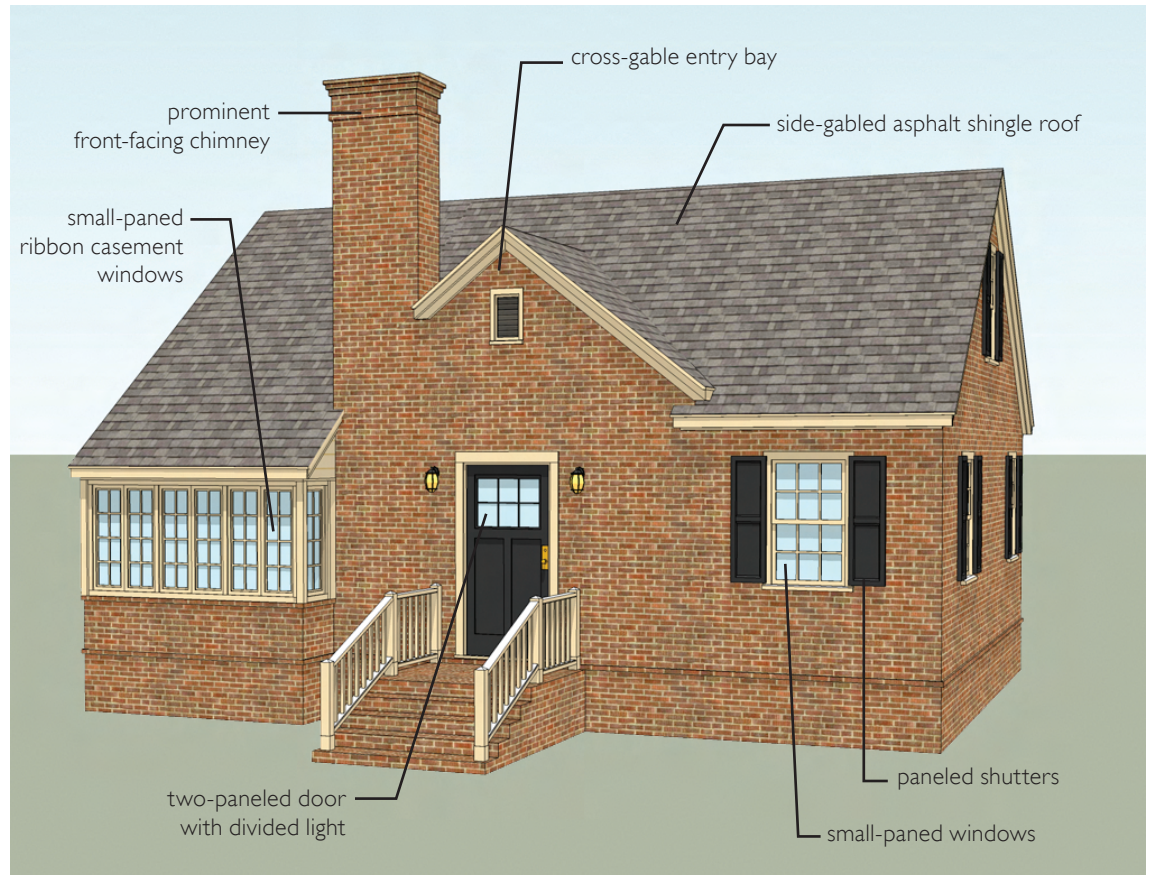 cross-gable entry bay
prominent
front-facing chimney
side-gabled asphalt shingle roof
small-paned
ribbon casement
windows
paneled shutters
two-paneled door
with divided light
small-paned windows